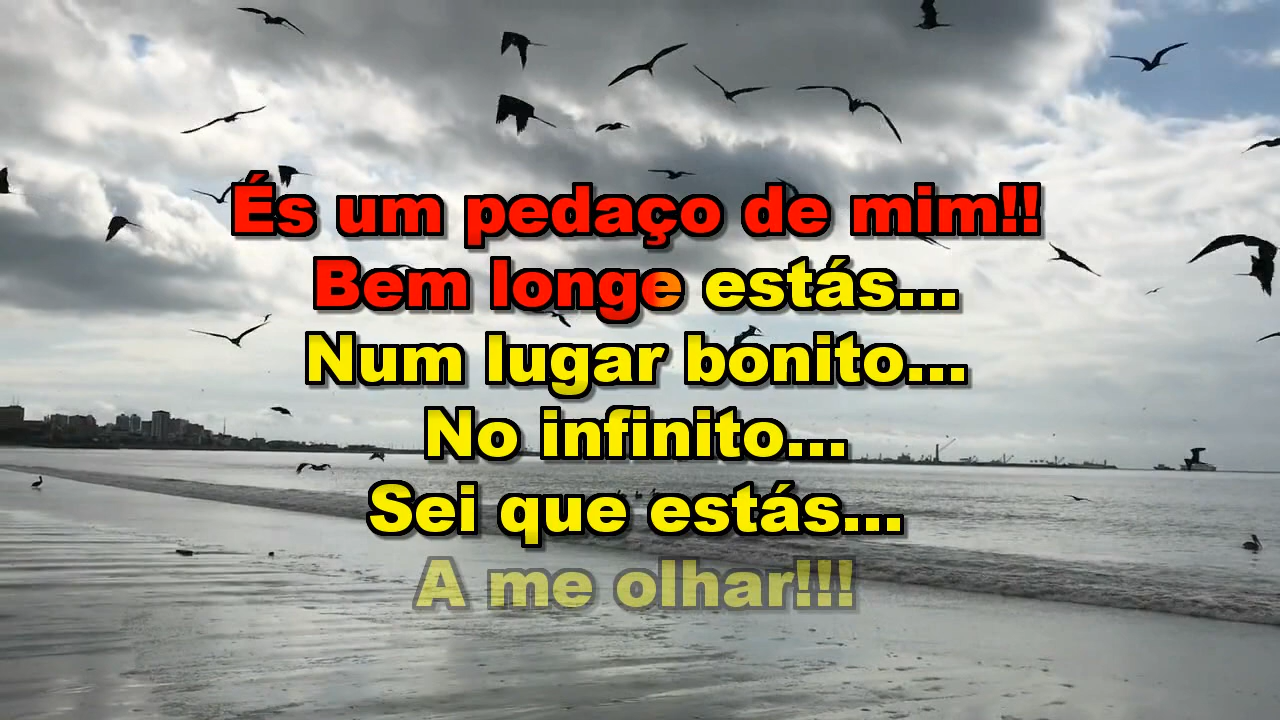 És um pedaço de mim!!
Bem longe estás...
Num lugar bonito...
No infinito...
Sei que estás...
A me olhar!!!